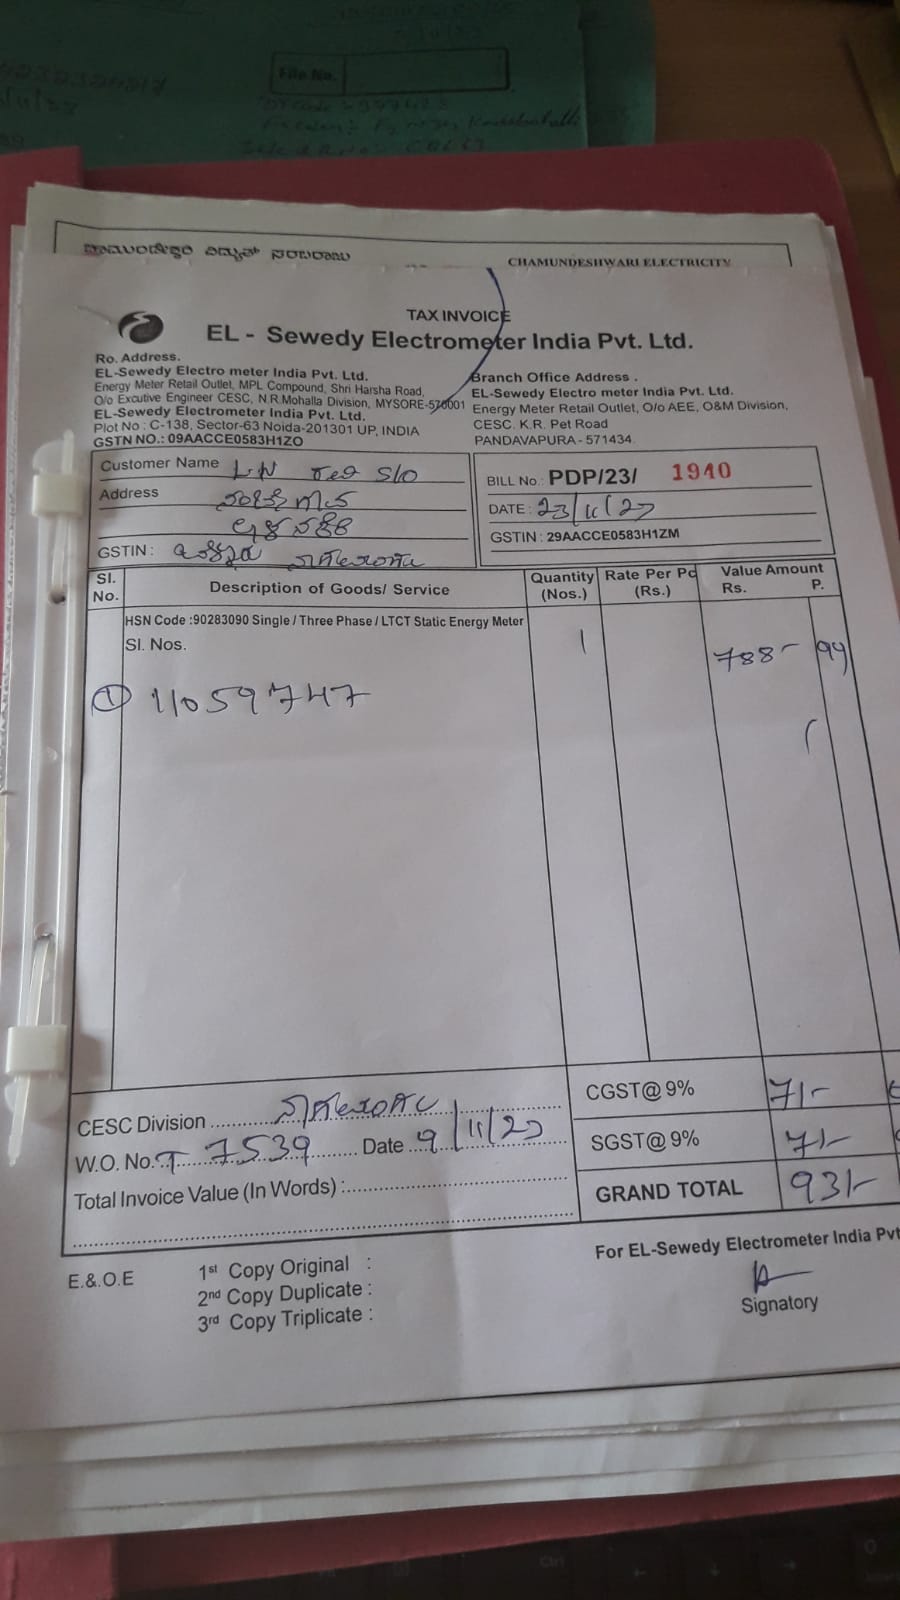 File No.
CHAMUNDESHWARI ELECTRICITY
TAX INVOICE
EL - Sewedy Electrometer India Pvt. Ltd.
Ro. Address.
EL-Sewedy Electro meter India Pvt. Ltd.
Energy Meter Retail Outlet, MPL Compound, Shri Harsha Road,
O/o Excutive Engineer CESC, N.R.Mohalla Division, MYSORE-570001
EL-Sewedy Electrometer India Pvt. Ltd.
Plot No : C-138, Sector-63 Noida-201301 UP, INDIA
GSTN NO.: 09AACCE0583H1ZO
Branch Office Address .
EL-Sewedy Electro meter India Pvt. Ltd.
Energy Meter Retail Outlet, O/o AEE, O&M Division,
CESC. K.R. Pet Road
PANDAVAPURA - 571434.
Customer Name S/O
Address
GSTIN :
BILL No.: PDP/23/ 1940
DATE : 23/11/23
GSTIN : 29AACCE0583H1ZM
Sl. No. Description of Goods/ Service Quantity (Nos.) Rate Per Pc (Rs.) Value Amount Rs. P.
HSN Code :90283090 Single / Three Phase / LTCT Static Energy Meter
Sl. Nos. 1 788- 99
① 11059747
CESC Division
W.O. No. 7539 Date 9/11/23
Total Invoice Value (In Words) :
CGST@ 9% 71/-
SGST@ 9% 71/-
GRAND TOTAL 931/-
For EL-Sewedy Electrometer India Pvt
Signatory
E.&.O.E
1st Copy Original :
2nd Copy Duplicate :
3rd Copy Triplicate :